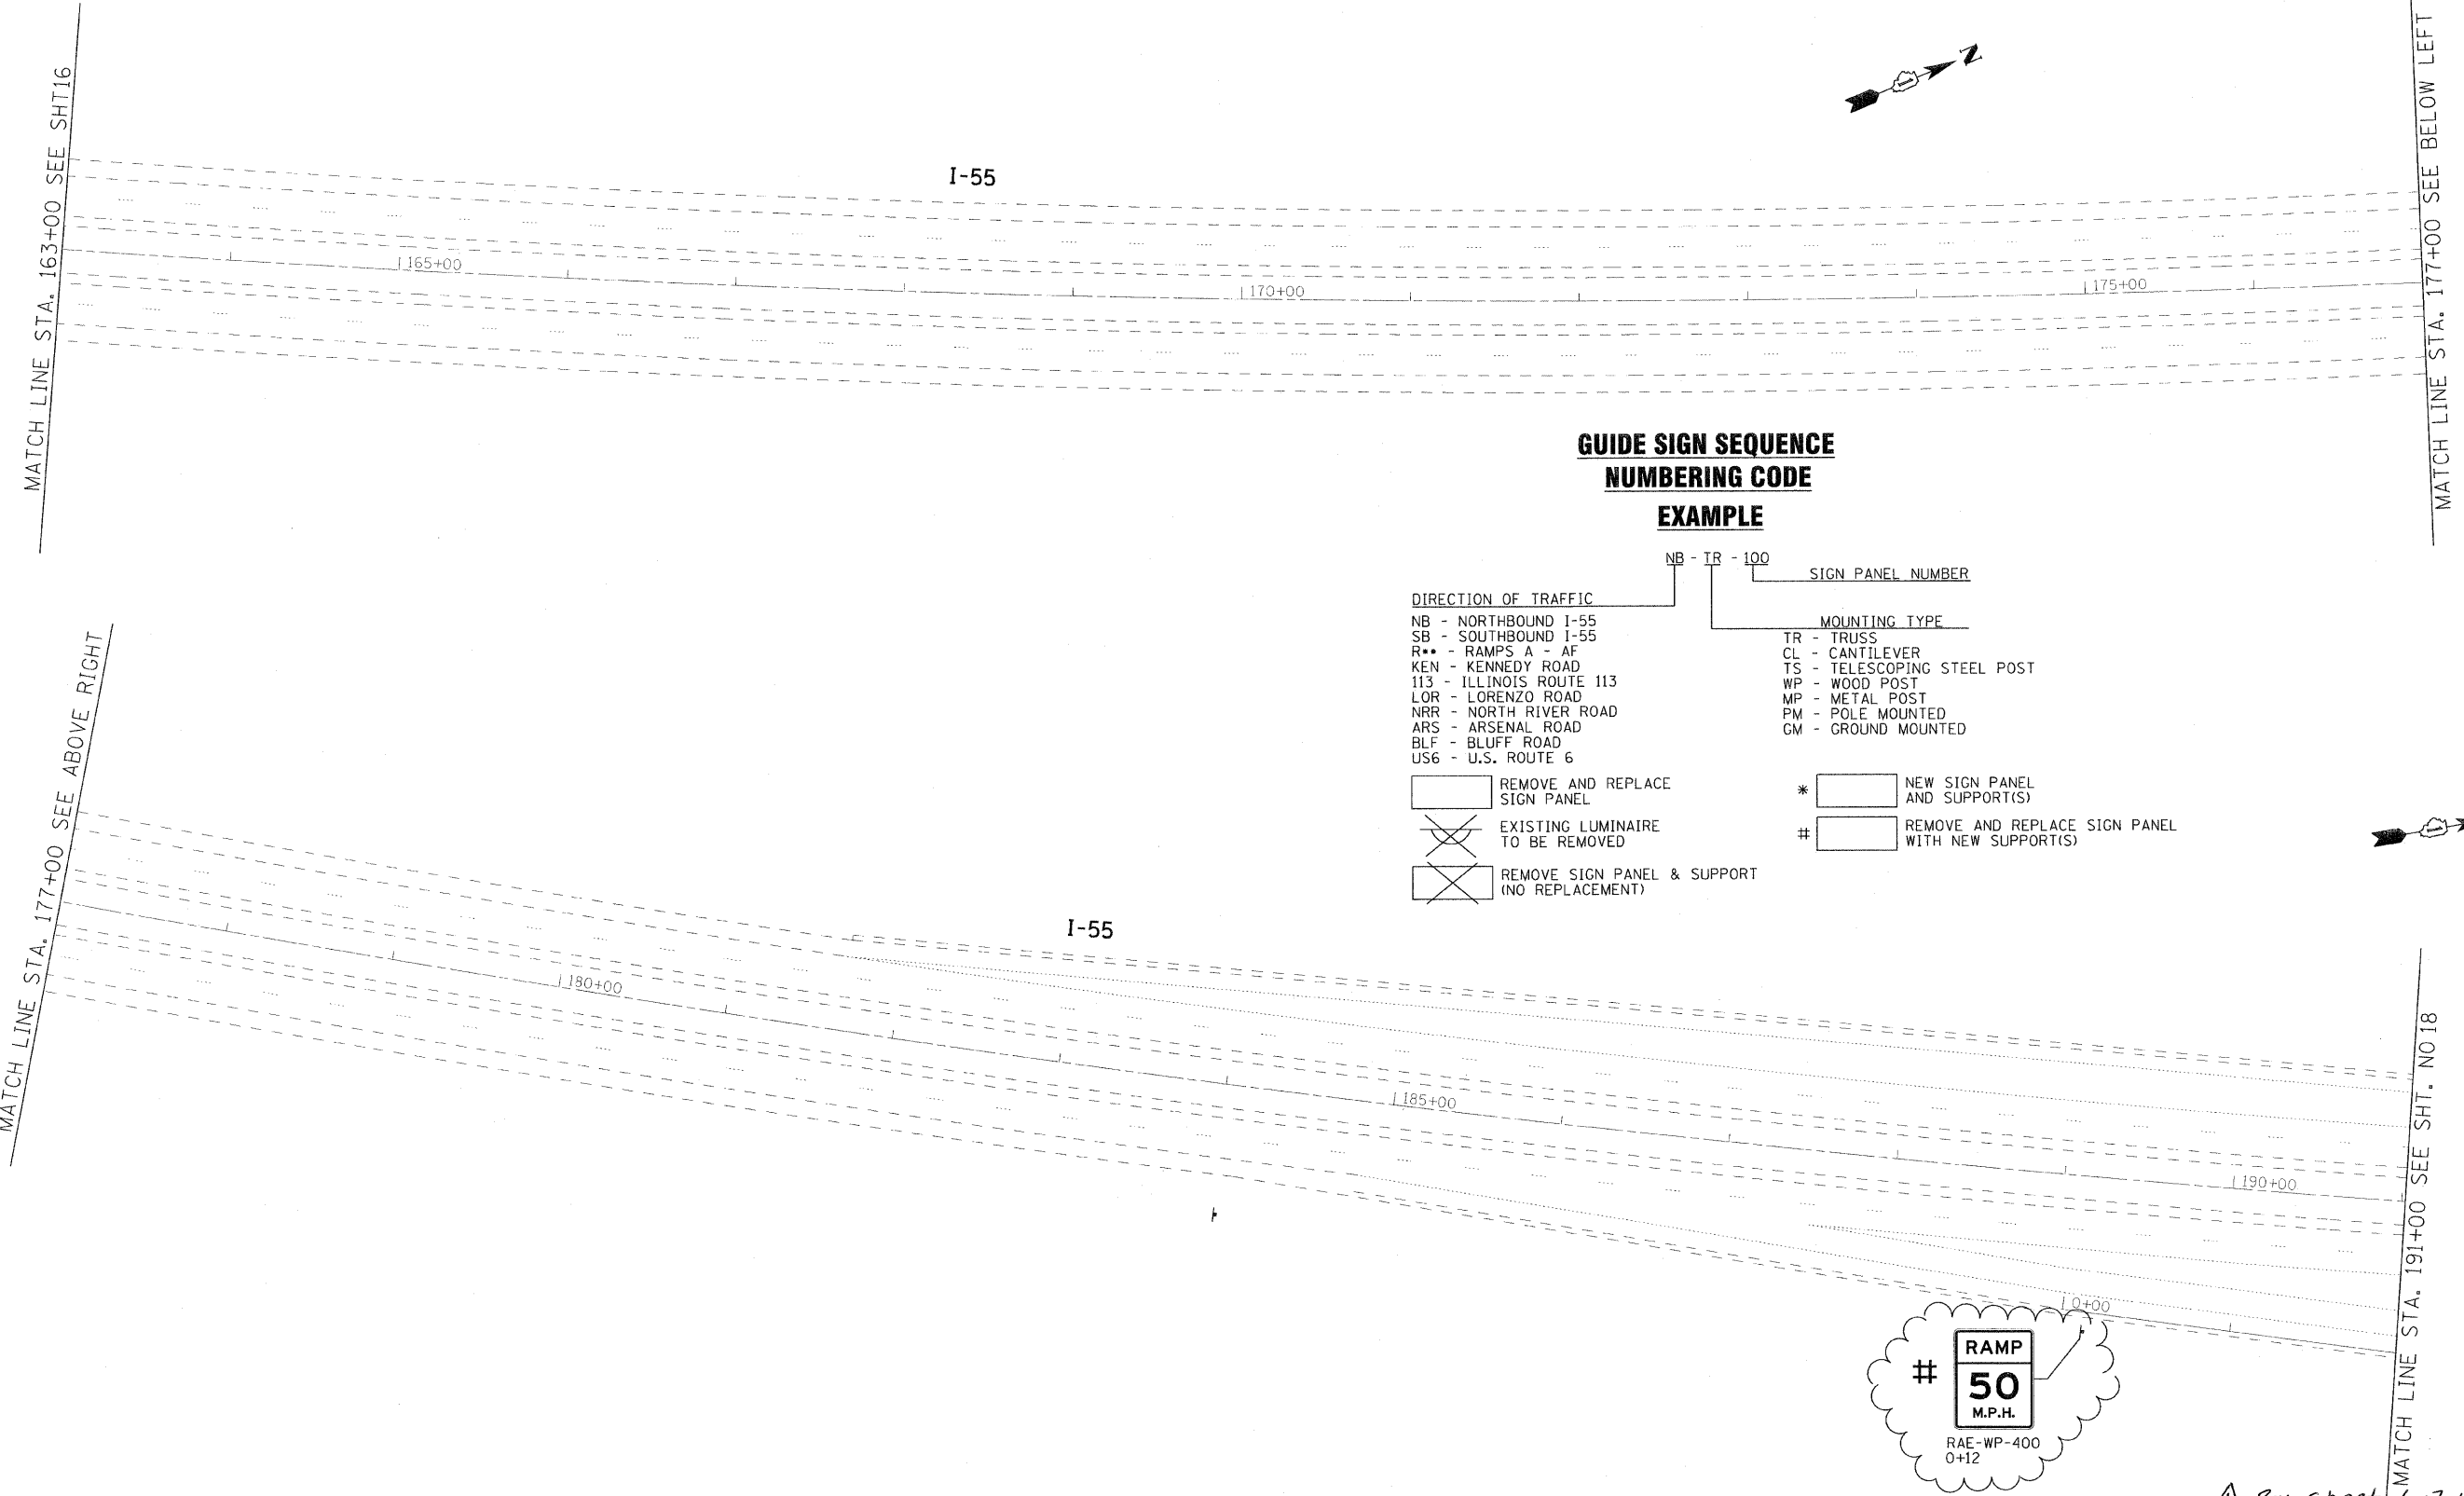 N
MATCH LINE STA. 163+00 SEE SHT16
I-55
165+00
170+00
175+00
MATCH LINE STA. 177+00 SEE BELOW LEFT
GUIDE SIGN SEQUENCE
NUMBERING CODE
EXAMPLE
NB - TR - 100
SIGN PANEL NUMBER
DIRECTION OF TRAFFIC
NB - NORTHBOUND I-55
SB - SOUTHBOUND I-55
R** - RAMPS A - AF
KEN - KENNEDY ROAD
113 - ILLINOIS ROUTE 113
LOR - LORENZO ROAD
NRR - NORTH RIVER ROAD
ARS - ARSENAL ROAD
BLF - BLUFF ROAD
US6 - U.S. ROUTE 6
MOUNTING TYPE
TR - TRUSS
CL - CANTILEVER
TS - TELESCOPING STEEL POST
WP - WOOD POST
MP - METAL POST
PM - POLE MOUNTED
GM - GROUND MOUNTED
REMOVE AND REPLACE
SIGN PANEL
EXISTING LUMINAIRE
TO BE REMOVED
REMOVE SIGN PANEL & SUPPORT
(NO REPLACEMENT)
* NEW SIGN PANEL
AND SUPPORT(S)
# REMOVE AND REPLACE SIGN PANEL
WITH NEW SUPPORT(S)
MATCH LINE STA. 177+00 SEE ABOVE RIGHT
I-55
180+00
185+00
190+00
0+00
MATCH LINE STA. 191+00 SEE SHT. NO 18
#
RAMP
50
M.P.H.
RAE-WP-400
0+12